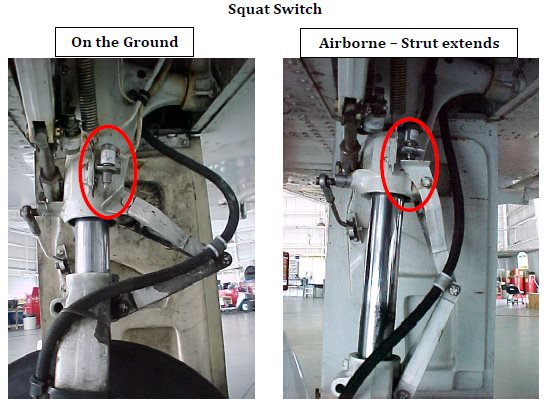 Squat Switch
On the Ground
Airborne – Strut extends